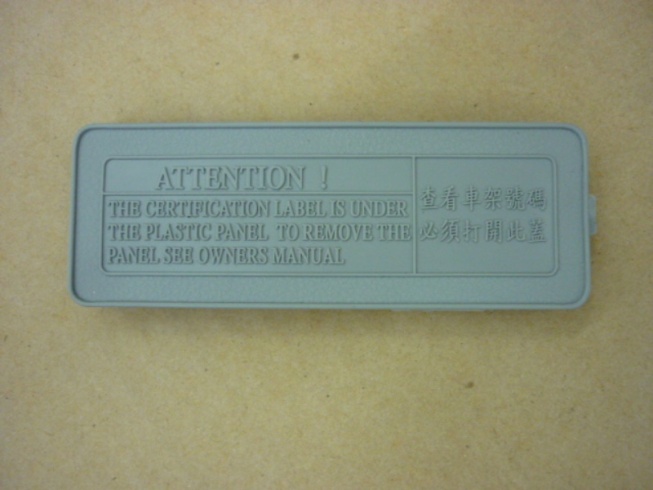 ATTENTION !
THE CERTIFICATION LABEL IS UNDER
THE PLASTIC PANEL TO REMOVE THE
PANEL SEE OWNERS MANUAL
查看車架號碼
必須打開此蓋